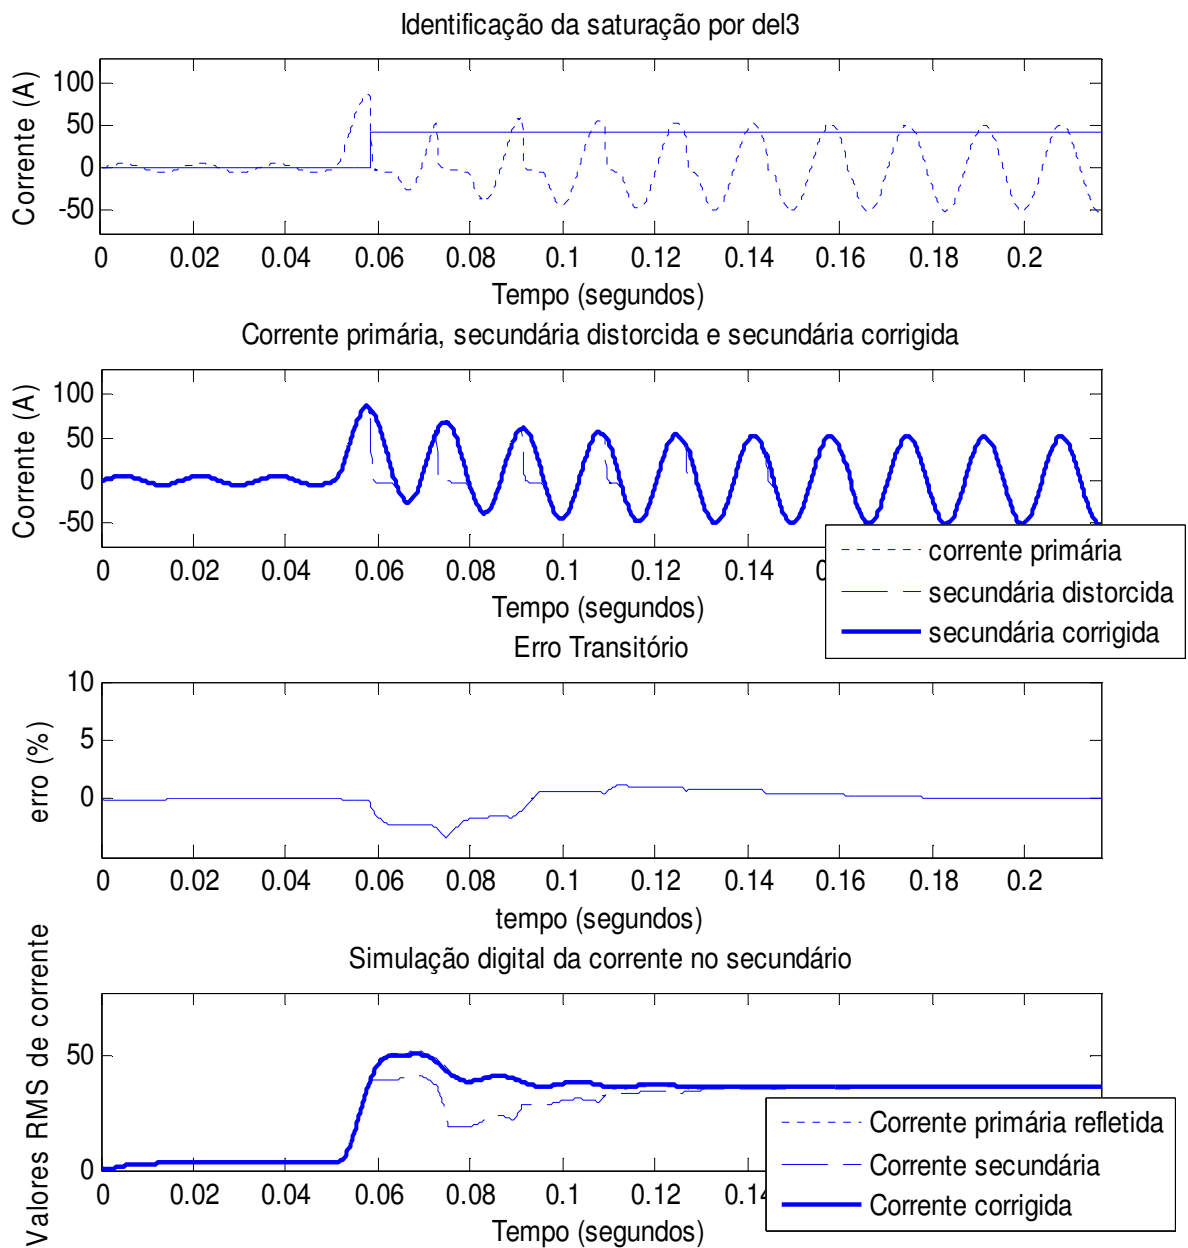 Identificação da saturação por del3
Corrente (A)
100
50
0
-50
0 0.02 0.04 0.06 0.08 0.1 0.12 0.14 0.16 0.18 0.2
Tempo (segundos)
Corrente primária, secundária distorcida e secundária corrigida
Corrente (A)
100
50
0
-50
0 0.02 0.04 0.06 0.08 0.1 0.12 0.14
Tempo (segundos)
corrente primária
secundária distorcida
secundária corrigida
Erro Transitório
erro (%)
10
5
0
0 0.02 0.04 0.06 0.08 0.1 0.12 0.14 0.16 0.18 0.2
tempo (segundos)
Simulação digital da corrente no secundário
Valores RMS de corrente
50
0
0 0.02 0.04 0.06 0.08 0.1 0.12 0.14
Tempo (segundos)
Corrente primária refletida
Corrente secundária
Corrente corrigida